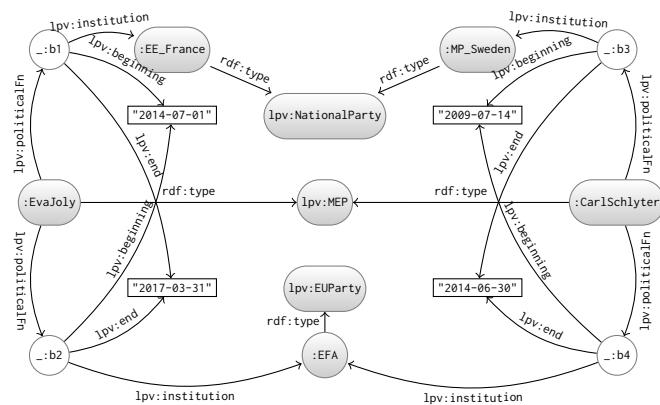 lpv:institution
lpv:institution
_:b1
:EE_France
:MP_Sweden
_:b3
lpv:beginning
lpv:beginning
rdf:type
rdf:type
"2014-07-01"
lpv:NationalParty
"2009-07-14"
lpv:politicalFn
lpv:politicalFn
lpv:end
lpv:end
:EvaJoly
rdf:type
lpv:MEP
rdf:type
:CarlSchlyter
lpv:beginning
lpv:beginning
lpv:politicalFn
lpv:politicalFn
"2017-03-31"
lpv:EUParty
"2014-06-30"
lpv:end
rdf:type
lpv:end
_:b2
:EFA
_:b4
lpv:institution
lpv:institution